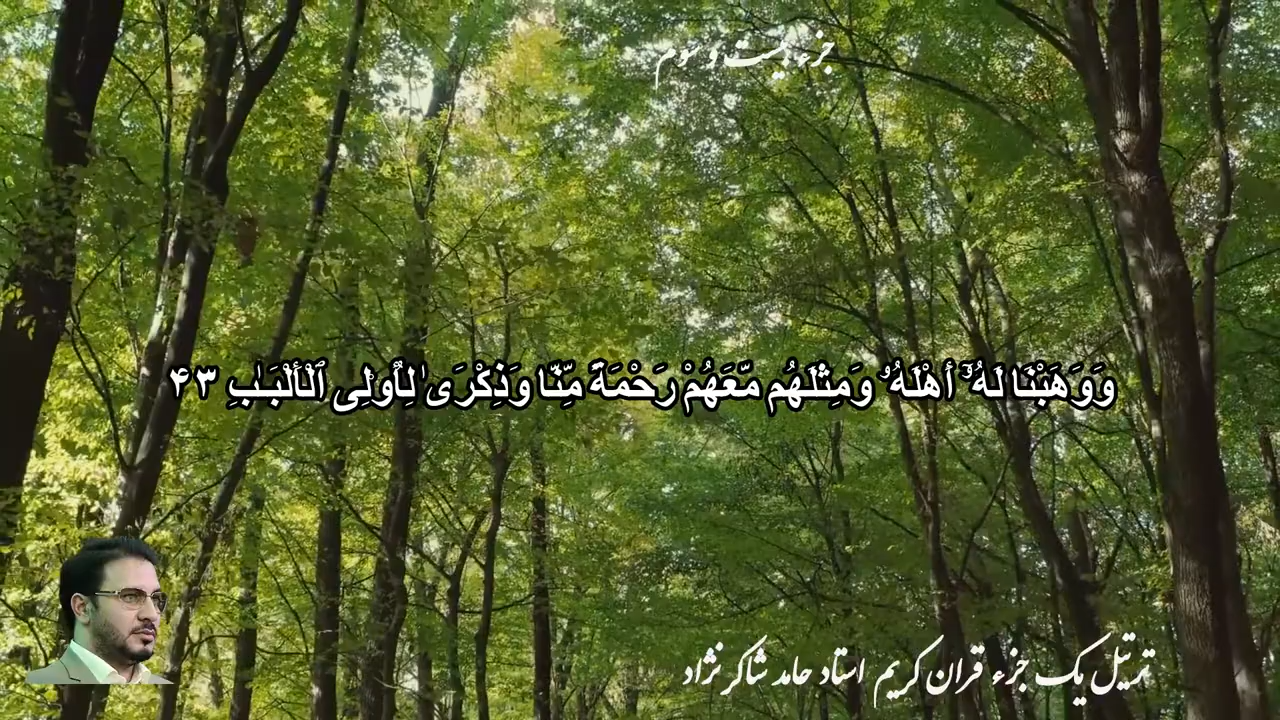 جزء بیست و سوم
وَوَهَبْنَا لَهُۥٓ أَهْلَهُۥ وَمِثْلَهُم مَّعَهُمْ رَحْمَةً مِّنَّا وَذِكْرَىٰ لِأُو۟لِى ٱلْأَلْبَـٰبِ ۴۳
ترتیل یک جزء قران کریم استاد حامد شاکرنژاد